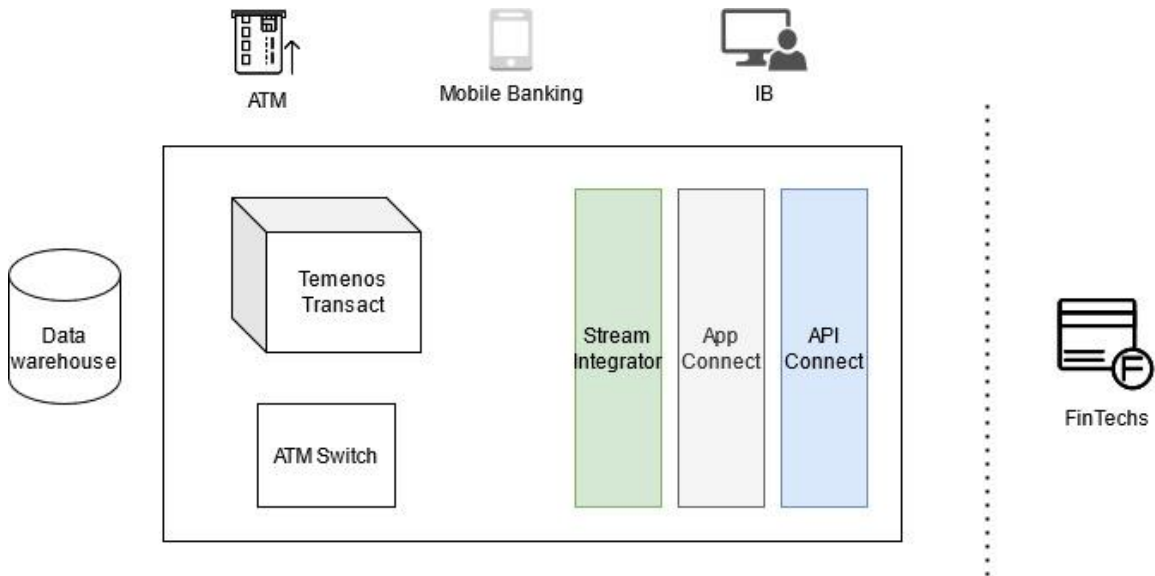 ATM
Mobile Banking
IB
Temenos
Transact
Data
warehouse
Stream
Integrator
App
Connect
API
Connect
ATM Switch
F
FinTechs